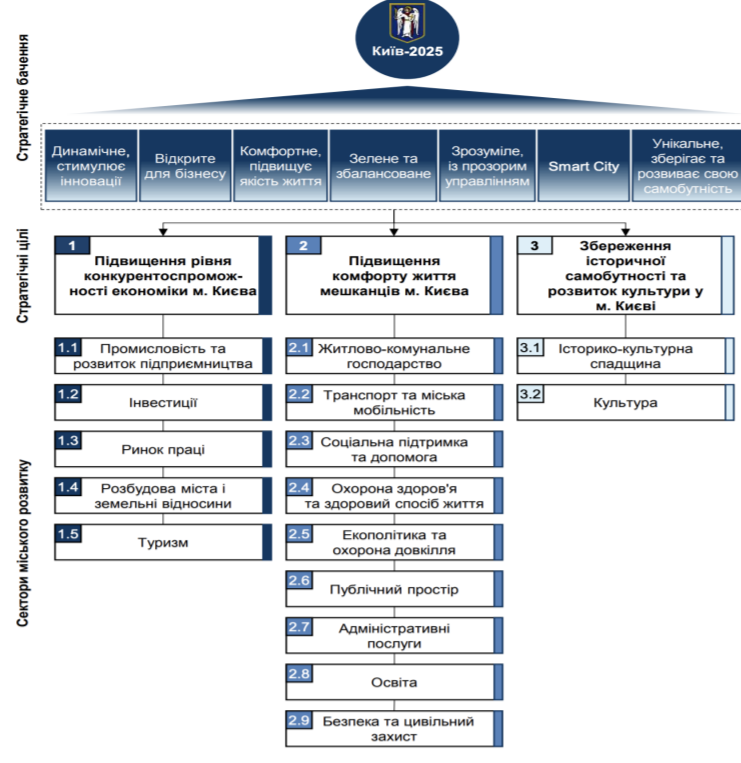 Київ-2025
Стратегічне бачення
Динамічне,
стимулює
інновації
Відкрите
для бізнесу
Комфортне,
підвищує
якість життя
Зелене та
збалансоване
Зрозуміле,
із прозорим
управлінням
Smart City
Унікальне,
зберігає та
розвиває свою
самобутність
Стратегічні цілі
1
Підвищення рівня
конкурентоспромож-
ності економіки м. Києва
2
Підвищення
комфорту життя
мешканців м. Києва
3
Збереження
історичної
самобутності та
розвиток культури у
м. Києві
Сектори міського розвитку
1.1
Промисловість та
розвиток підприємництва
1.2
Інвестиції
1.3
Ринок праці
1.4
Розбудова міста і
земельні відносини
1.5
Туризм
2.1
Житлово-комунальне
господарство
2.2
Транспорт та міська
мобільність
2.3
Соціальна підтримка
та допомога
2.4
Охорона здоров'я
та здоровий спосіб життя
2.5
Екополітика та
охорона довкілля
2.6
Публічний простір
2.7
Адміністративні
послуги
2.8
Освіта
2.9
Безпека та цивільний
захист
3.1
Історико-культурна
спадщина
3.2
Культура